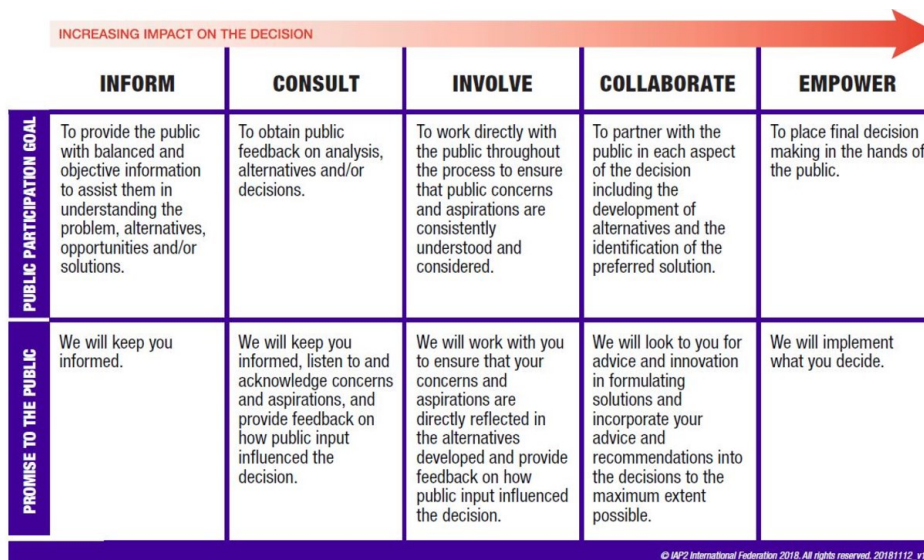 INCREASING IMPACT ON THE DECISION
INFORM
CONSULT
INVOLVE
COLLABORATE
EMPOWER
PUBLIC PARTICIPATION GOAL
To provide the public
with balanced and
objective information
to assist them in
understanding the
problem, alternatives,
opportunities and/or
solutions.
To obtain public
feedback on analysis,
alternatives and/or
decisions.
To work directly with
the public throughout
the process to ensure
that public concerns
and aspirations are
consistently
understood and
considered.
To partner with the
public in each aspect
of the decision
including the
development of
alternatives and the
identification of the
preferred solution.
To place final decision
making in the hands of
the public.
PROMISE TO THE PUBLIC
We will keep you
informed.
We will keep you
informed, listen to and
acknowledge concerns
and aspirations, and
provide feedback on
how public input
influenced the
decision.
We will work with you
to ensure that your
concerns and
aspirations are
directly reflected in
the alternatives
developed and provide
feedback on how
public input influenced
the decision.
We will look to you for
advice and innovation
in formulating
solutions and
incorporate your
advice and
recommendations into
the decisions to the
maximum extent
possible.
We will implement
what you decide.
© IAP2 International Federation 2018. All rights reserved.